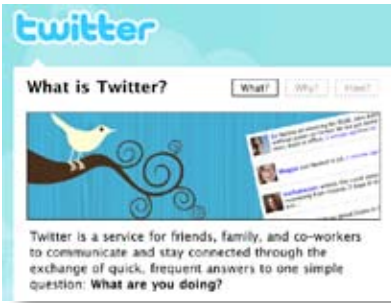 twitter
What is Twitter?
What?
Why?
How?
Twitter is a service for friends, family, and co-workers
to communicate and stay connected through the
exchange of quick, frequent answers to one simple
question: What are you doing?